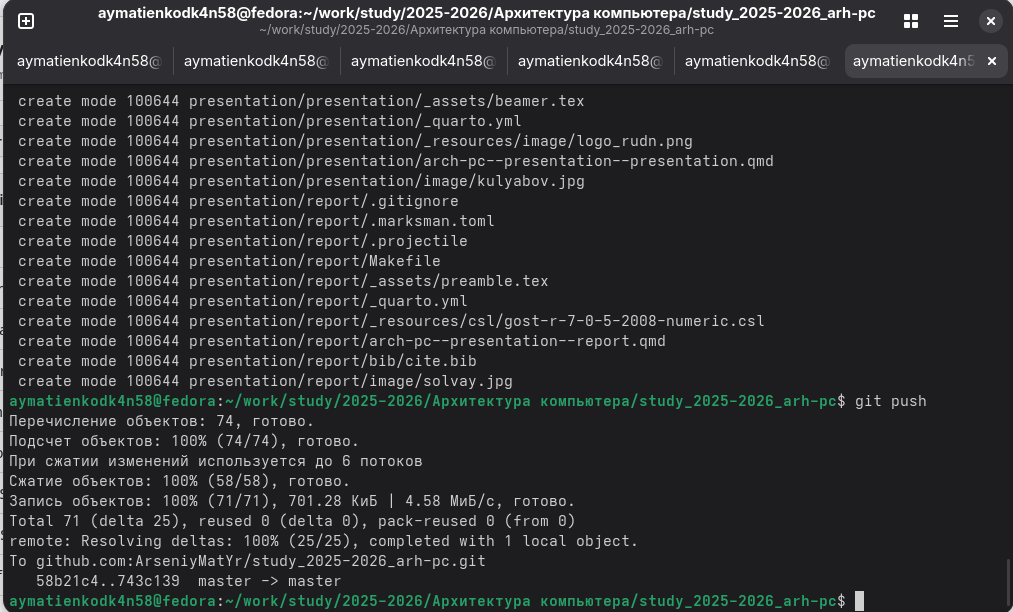 aymatienkodk4n58@fedora:~/work/study/2025-2026/Архитектура компьютера/study_2025-2026_arh-pc
~/work/study/2025-2026/Архитектура компьютера/study_2025-2026_arh-pc
aymatienkodk4n58@ aymatienkodk4n58@ aymatienkodk4n58@ aymatienkodk4n58@ aymatienkodk4n58@ aymatienkodk4n5
create mode 100644 presentation/presentation/_assets/beamer.tex
create mode 100644 presentation/presentation/_quarto.yml
create mode 100644 presentation/presentation/_resources/image/logo_rudn.png
create mode 100644 presentation/presentation/arch-pc--presentation--presentation.qmd
create mode 100644 presentation/presentation/image/kulyabov.jpg
create mode 100644 presentation/report/.gitignore
create mode 100644 presentation/report/.marksman.toml
create mode 100644 presentation/report/.projectile
create mode 100644 presentation/report/Makefile
create mode 100644 presentation/report/_assets/preamble.tex
create mode 100644 presentation/report/_quarto.yml
create mode 100644 presentation/report/_resources/csl/gost-r-7-0-5-2008-numeric.csl
create mode 100644 presentation/report/arch-pc--presentation--report.qmd
create mode 100644 presentation/report/bib/cite.bib
create mode 100644 presentation/report/image/solvay.jpg
aymatienkodk4n58@fedora:~/work/study/2025-2026/Архитектура компьютера/study_2025-2026_arh-pc$ git push
Перечисление объектов: 74, готово.
Подсчет объектов: 100% (74/74), готово.
При сжатии изменений используется до 6 потоков
Сжатие объектов: 100% (58/58), готово.
Запись объектов: 100% (71/71), 701.28 КиБ | 4.58 МиБ/с, готово.
Total 71 (delta 25), reused 0 (delta 0), pack-reused 0 (from 0)
remote: Resolving deltas: 100% (25/25), completed with 1 local object.
To github.com:ArseniyMatYr/study_2025-2026_arh-pc.git
58b21c4..743c139  master -> master
aymatienkodk4n58@fedora:~/work/study/2025-2026/Архитектура компьютера/study_2025-2026_arh-pc$